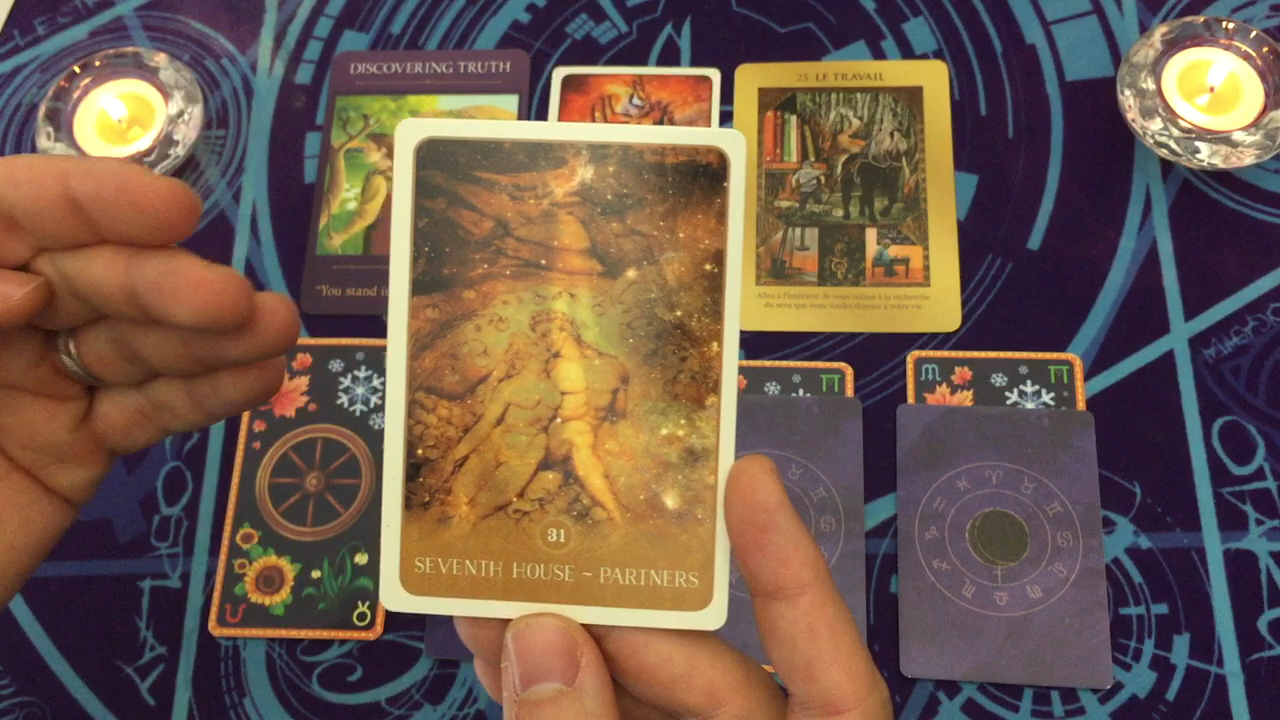 DISCOVERING TRUTH
"You stand i
25 LE TRAVAIL
Allez à l'intérieur de vous-même à la recherche
du sens que vous voulez donner à votre vie.
31
SEVENTH HOUSE ~ PARTNERS